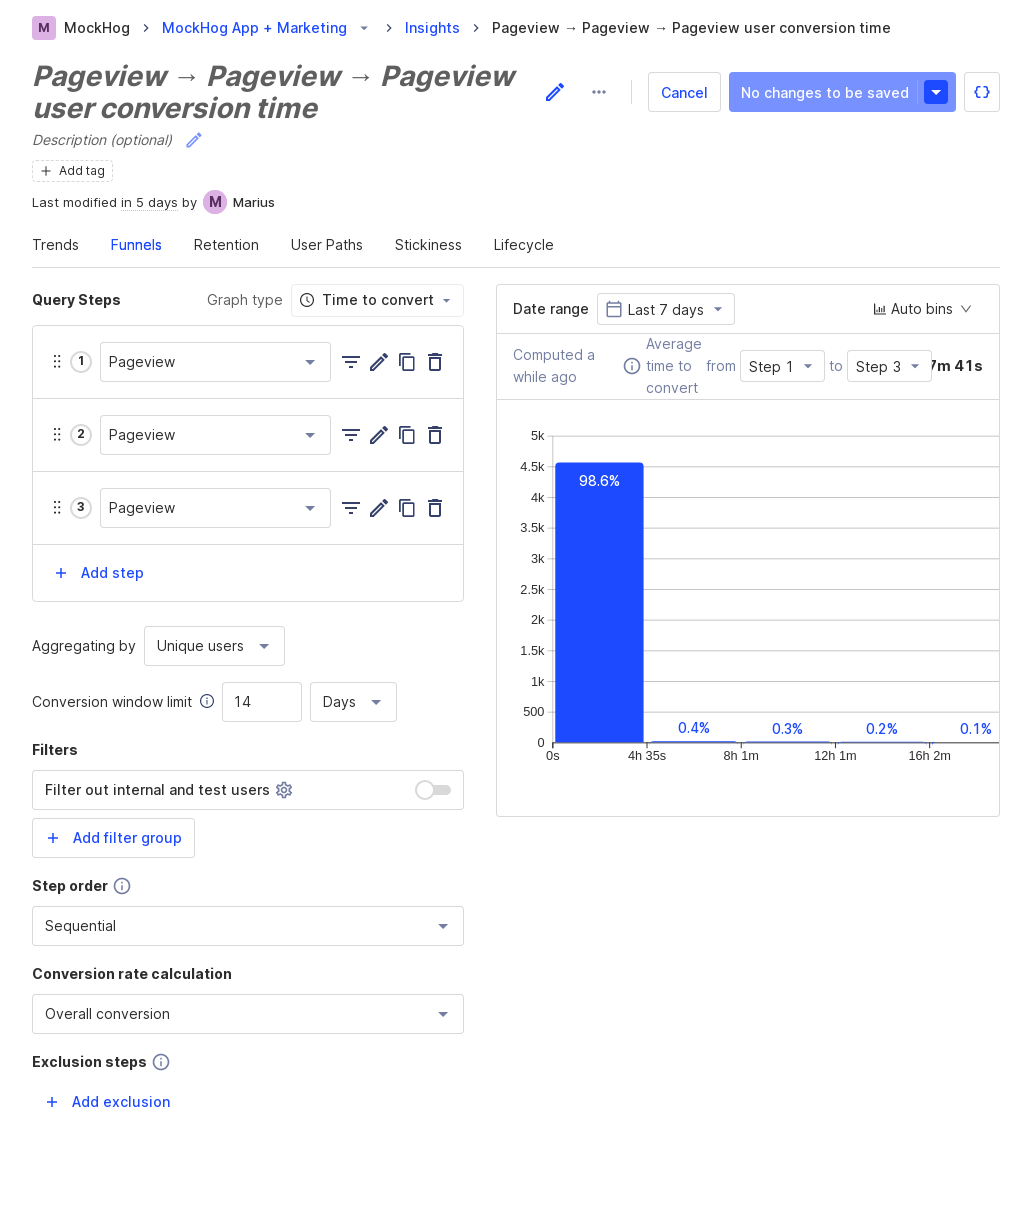 M MockHog MockHog App + Marketing Insights Pageview → Pageview → Pageview user conversion time
Pageview → Pageview → Pageview
user conversion time
Cancel
No changes to be saved
Description (optional)
Add tag
Last modified in 5 days by M Marius
Trends Funnels Retention User Paths Stickiness Lifecycle
Query Steps Graph type Time to convert
1 Pageview
2 Pageview
3 Pageview
Add step
Aggregating by Unique users
Conversion window limit 14 Days
Filters
Filter out internal and test users
Add filter group
Step order
Sequential
Conversion rate calculation
Overall conversion
Exclusion steps
Add exclusion
Date range Last 7 days Auto bins
Computed a
while ago
Average
time to
convert
from Step 1 to Step 3 7m 41s
5k
4.5k
4k
3.5k
3k
2.5k
2k
1.5k
1k
500
0
98.6% 0.4% 0.3% 0.2% 0.1%
0s 4h 35s 8h 1m 12h 1m 16h 2m